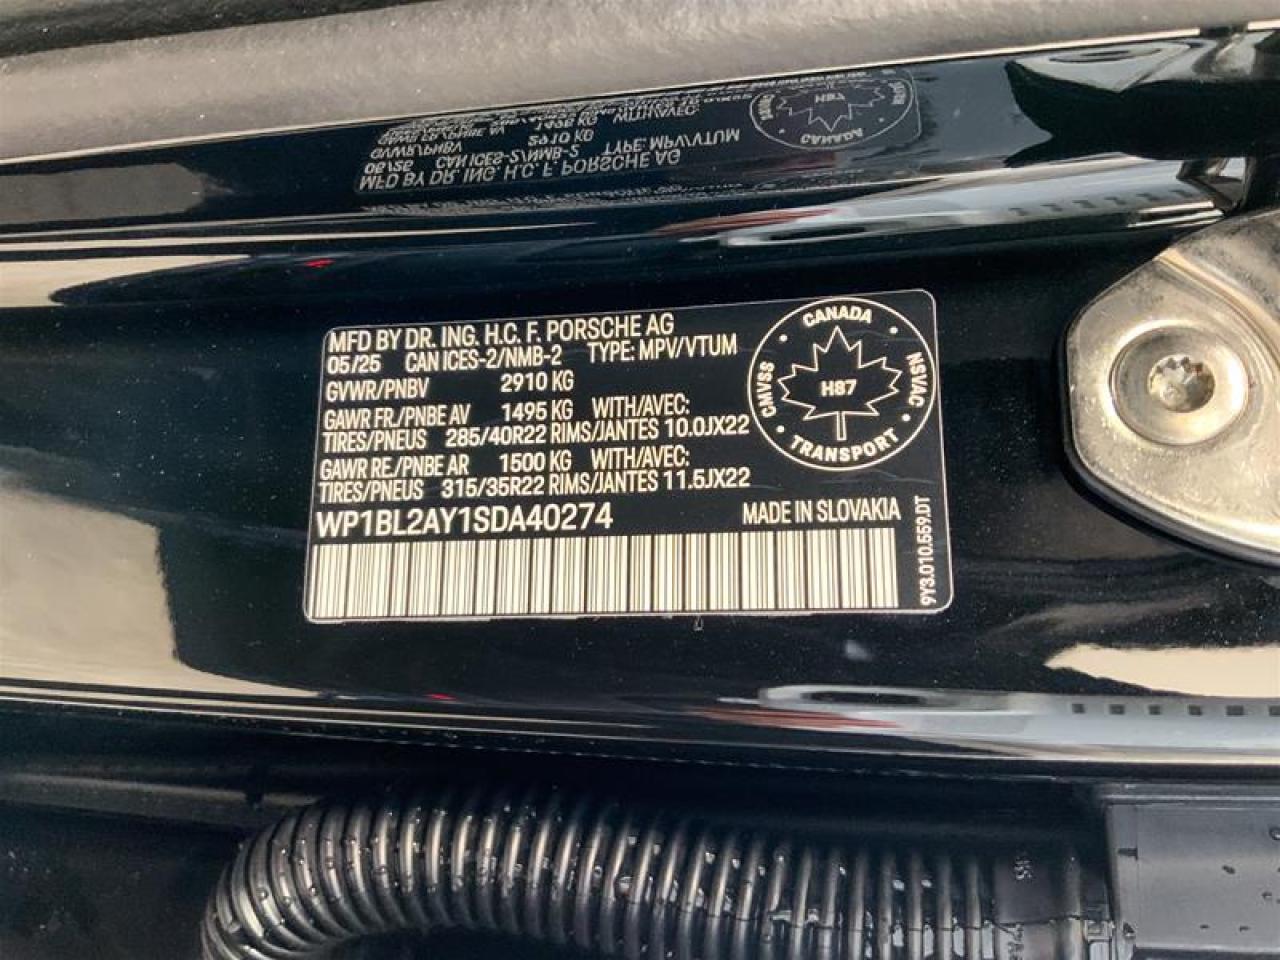 MFD BY DR. ING. H.C. F. PORSCHE AG
05/25 CAN ICES-2/NMB-2 TYPE: MPV/VTUM
GVWR/PNBV 2910 KG
GAWR FR./PNBE AV 1495 KG WITH/AVEC:
TIRES/PNEUS 285/40R22 RIMS/JANTES 10.0JX22
GAWR RE./PNBE AR 1500 KG WITH/AVEC:
TIRES/PNEUS 315/35R22 RIMS/JANTES 11.5JX22
WP1BL2AY1SDA40274 MADE IN SLOVAKIA
CANADA
CMVSS
H87
NSVAC
TRANSPORT
9Y3.010.559.DT